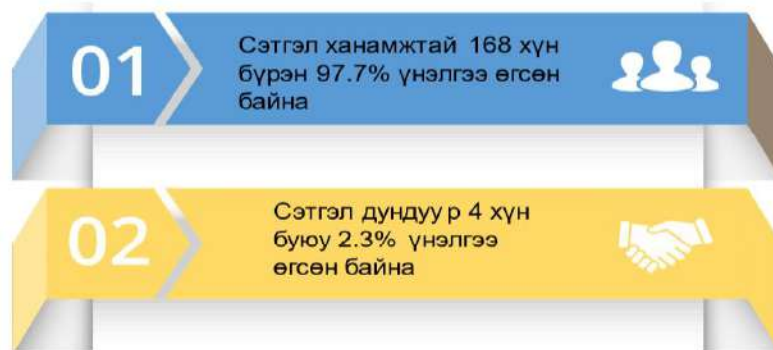 01
Сэтгэл ханамжтай 168 хүн
бүрэн 97.7% үнэлгээ өгсөн
байна
02
Сэтгэл дундуу р 4 хүн
буюу 2.3% үнэлгээ
өгсөн байна